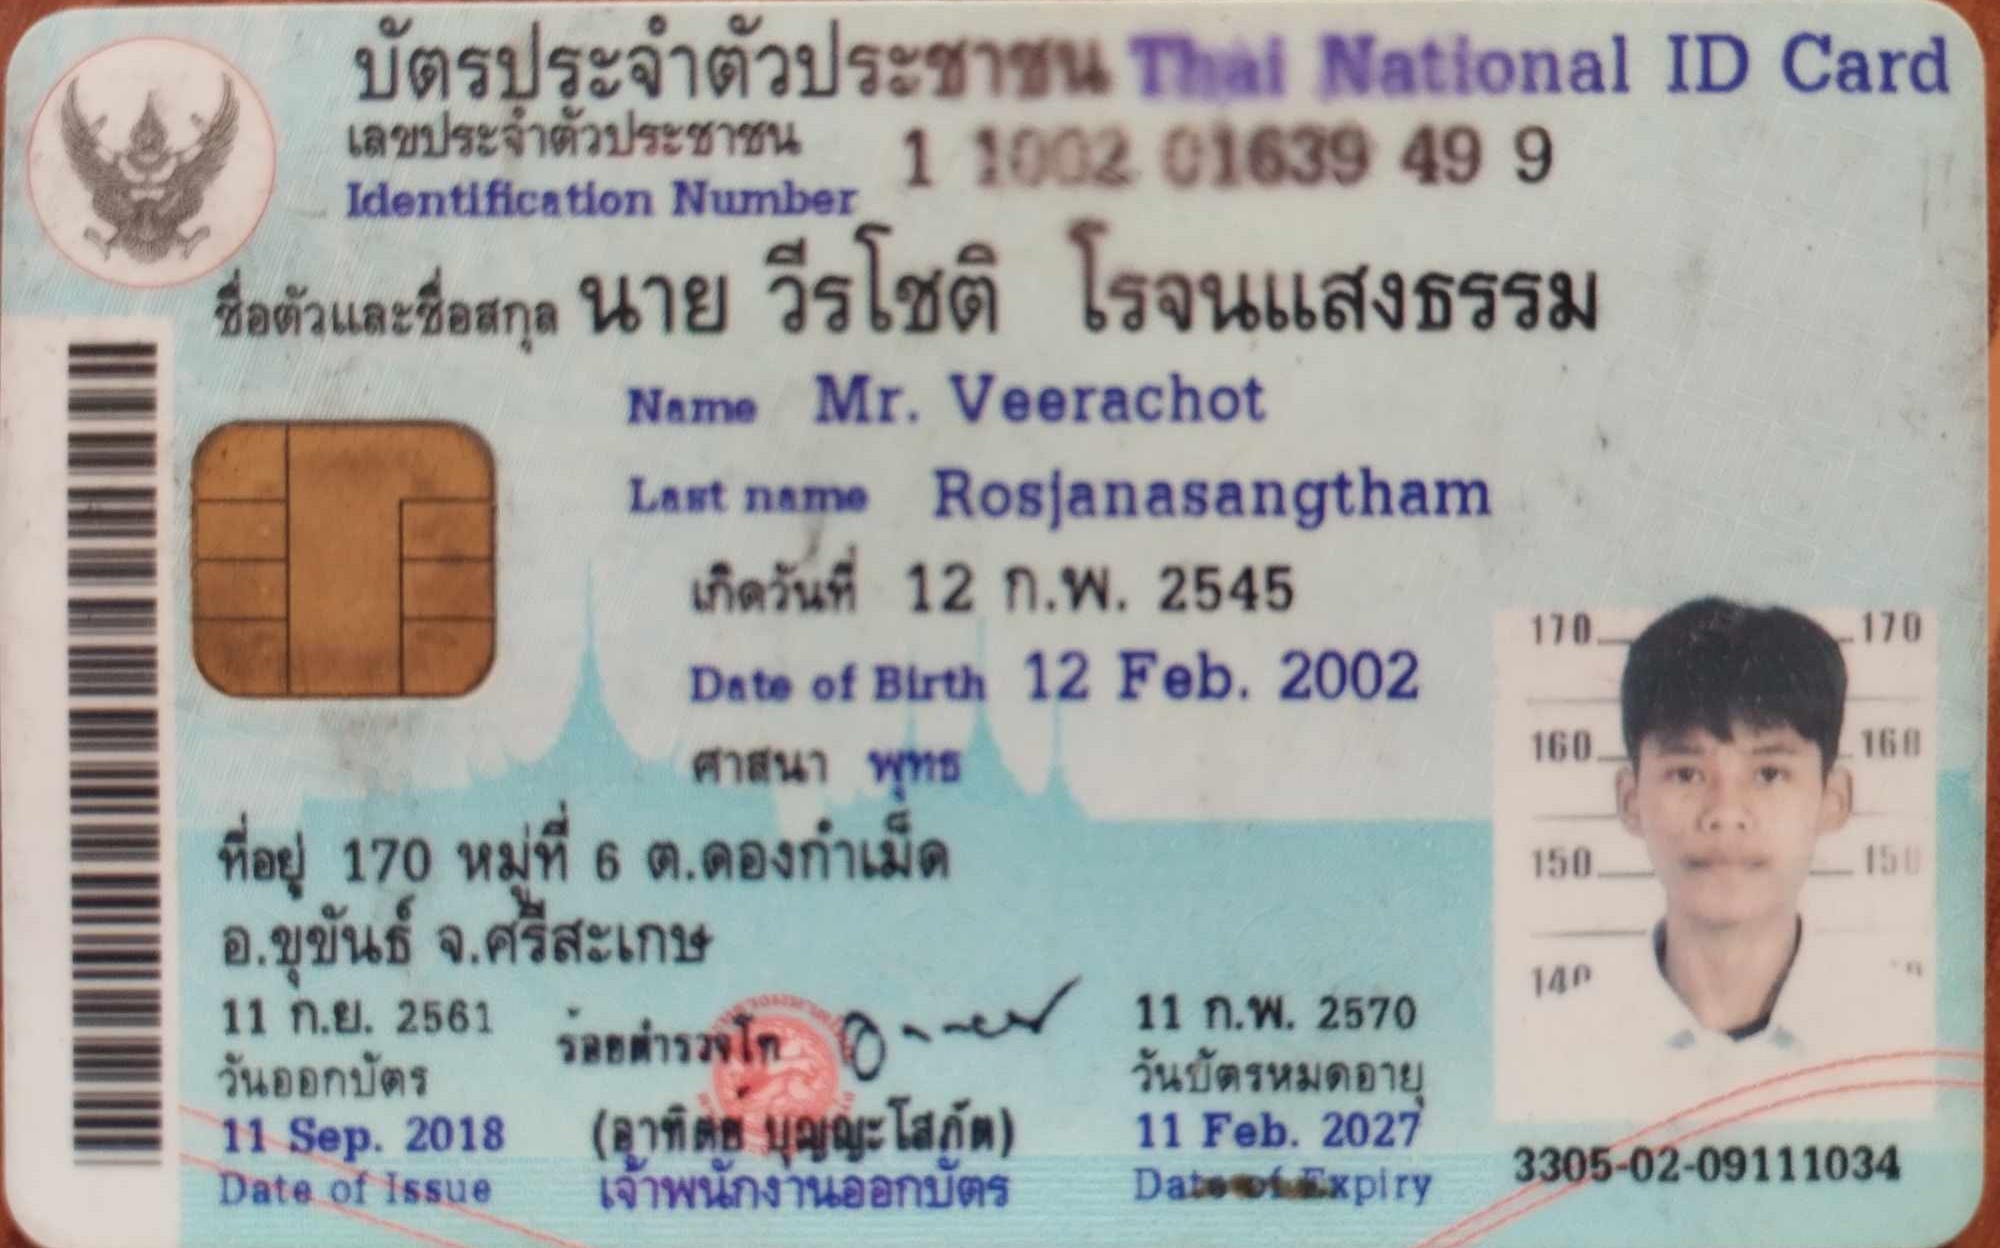 บัตรประจำตัวประชาชน Thai National ID Card
เลขประจำตัวประชาชน
Identification Number
1 1002 01639 49 9
ชื่อตัวและชื่อสกุล นาย วีรโชติ โรจนแสงธรรม
Name Mr. Veerachot
Last name Rosjanasangtham
เกิดวันที่ 12 ก.พ. 2545
Date of Birth 12 Feb. 2002
ศาสนา พุทธ
ที่อยู่ 170 หมู่ที่ 6 ต.ดองกำเม็ด
อ.ขุขันธ์ จ.ศรีสะเกษ
11 ก.ย. 2561
วันออกบัตร
11 Sep. 2018
Date of Issue
ร้อยตำรวจโท
(อาทิตย์ บุญญะโสภัต)
เจ้าพนักงานออกบัตร
11 ก.พ. 2570
วันบัตรหมดอายุ
11 Feb. 2027
Date of Expiry
170 170
160 160
150 150
140
3305-02-09111034